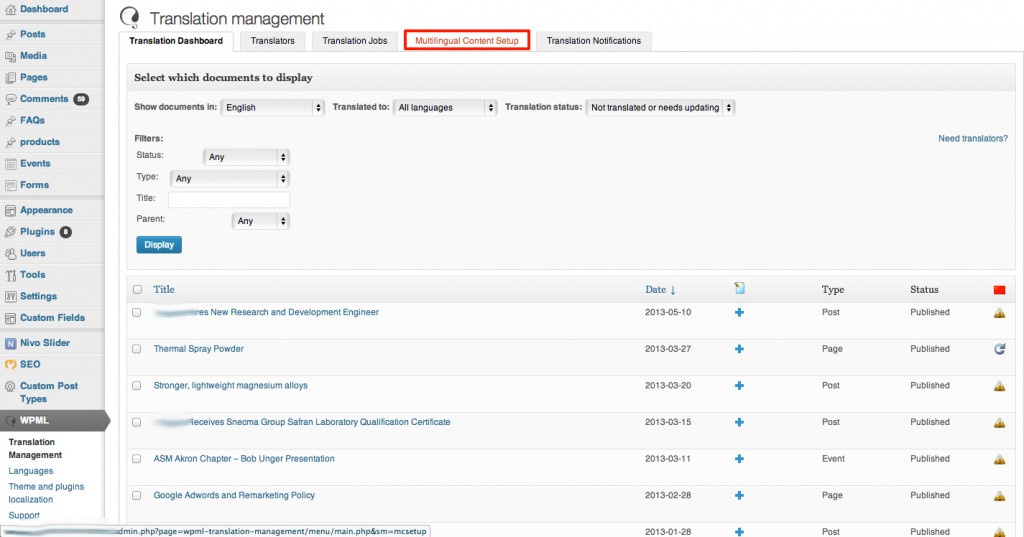 Dashboard
Posts
Media
Pages
Comments 59
FAQs
products
Events
Forms
Appearance
Plugins 8
Users
Tools
Settings
Custom Fields
Nivo Slider
SEO
Custom Post
Types
WPML
Translation
Management
Languages
Theme and plugins
localization
Support
Translation management
Translation Dashboard Translators Translation Jobs Multilingual Content Setup Translation Notifications
Select which documents to display
Show documents in: English Translated to: All languages Translation status: Not translated or needs updating
Filters: Need translators?
Status: Any
Type: Any
Title:
Parent: Any
Display
Title Date ↓ Type Status
res New Research and Development Engineer 2013-05-10 Post Published
Thermal Spray Powder 2013-03-27 Page Published
Stronger, lightweight magnesium alloys 2013-03-20 Post Published
Receives Snecma Group Safran Laboratory Qualification Certificate 2013-03-15 Post Published
ASM Akron Chapter – Bob Unger Presentation 2013-03-11 Event Published
Google Adwords and Remarketing Policy 2013-02-28 Page Published
2013-01-28 Post Published
dmin.php?page=wpml-translation-management/menu/main.php&sm=mcsetup